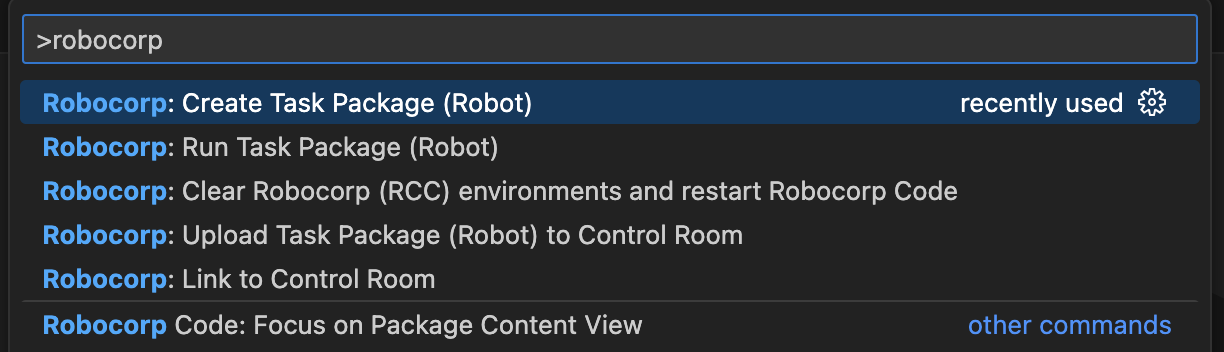 >robocorp
Robocorp: Create Task Package (Robot) recently used
Robocorp: Run Task Package (Robot)
Robocorp: Clear Robocorp (RCC) environments and restart Robocorp Code
Robocorp: Upload Task Package (Robot) to Control Room
Robocorp: Link to Control Room
Robocorp Code: Focus on Package Content View other commands